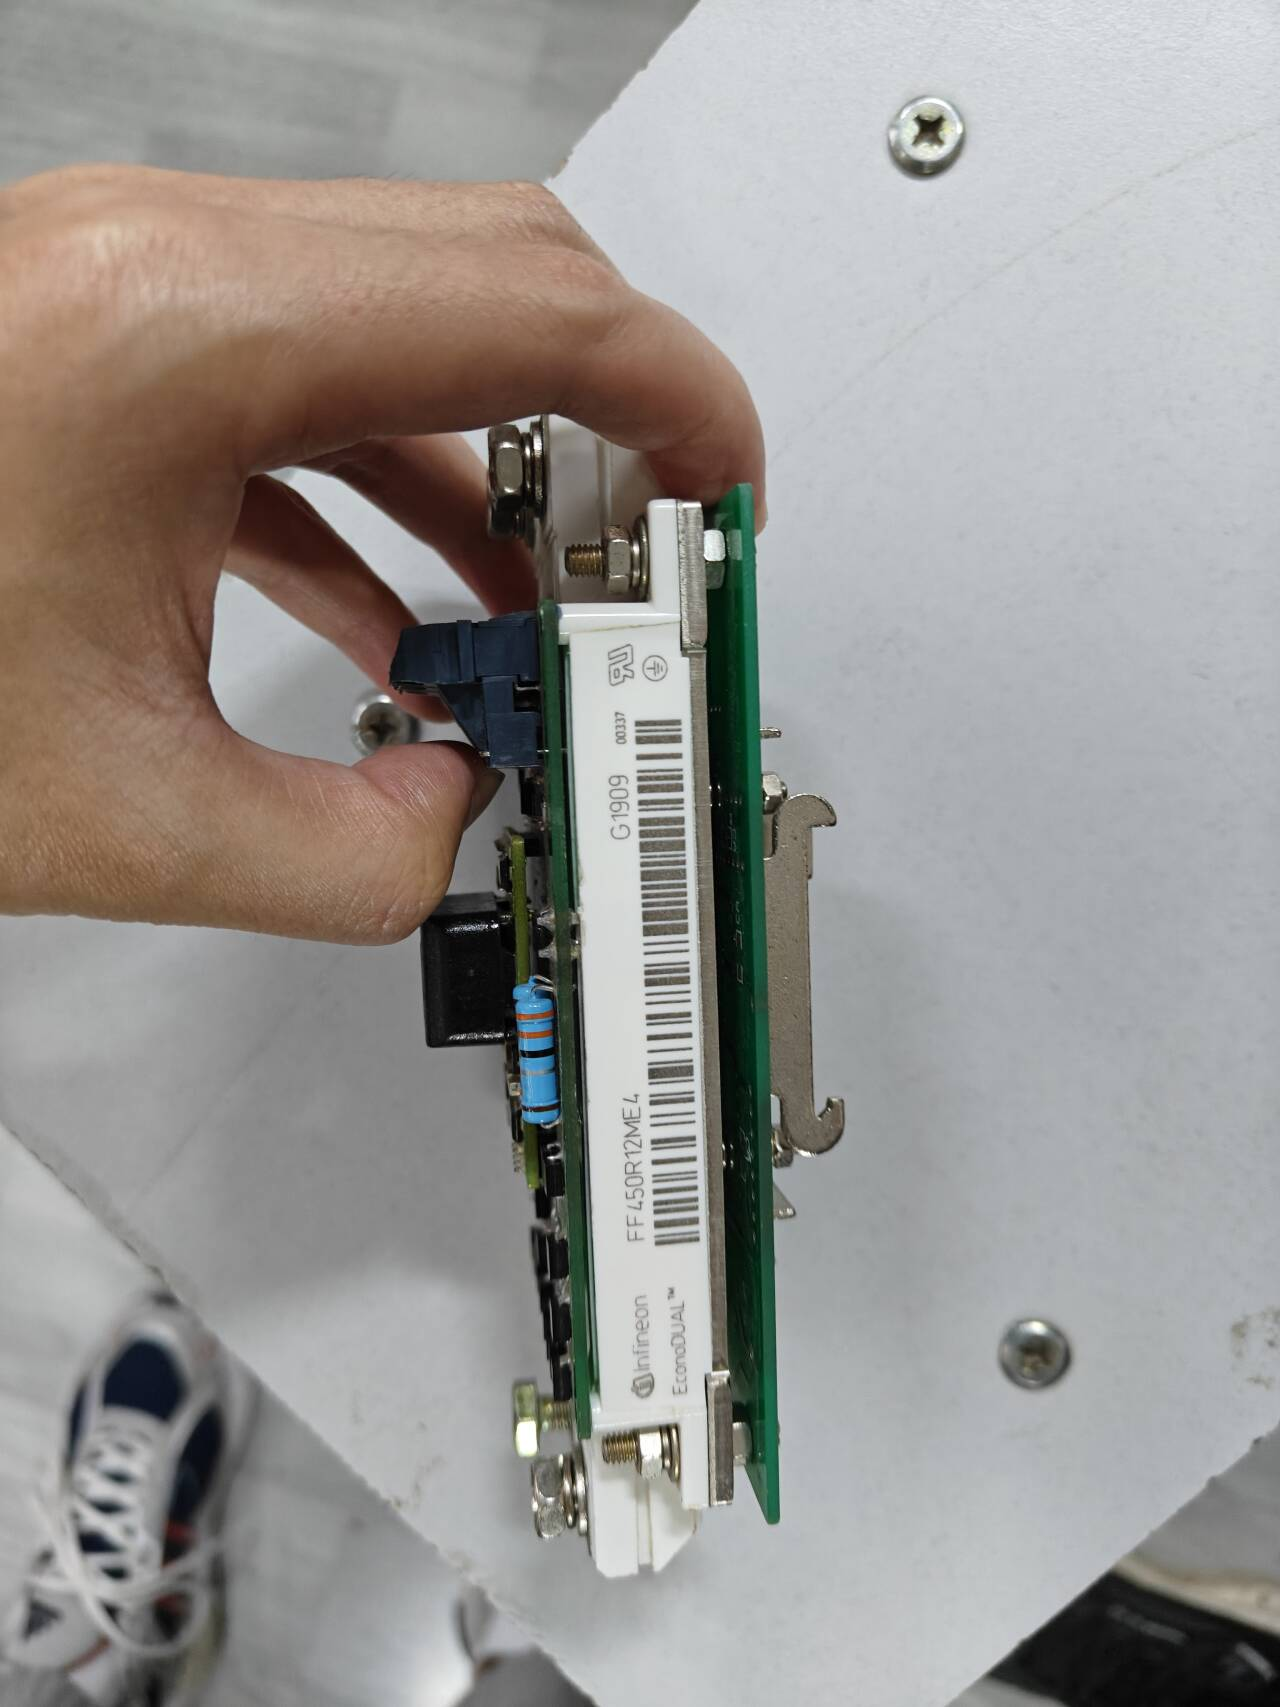 Infineon
EconoDUAL™
FF450R12ME4
G1909
00337